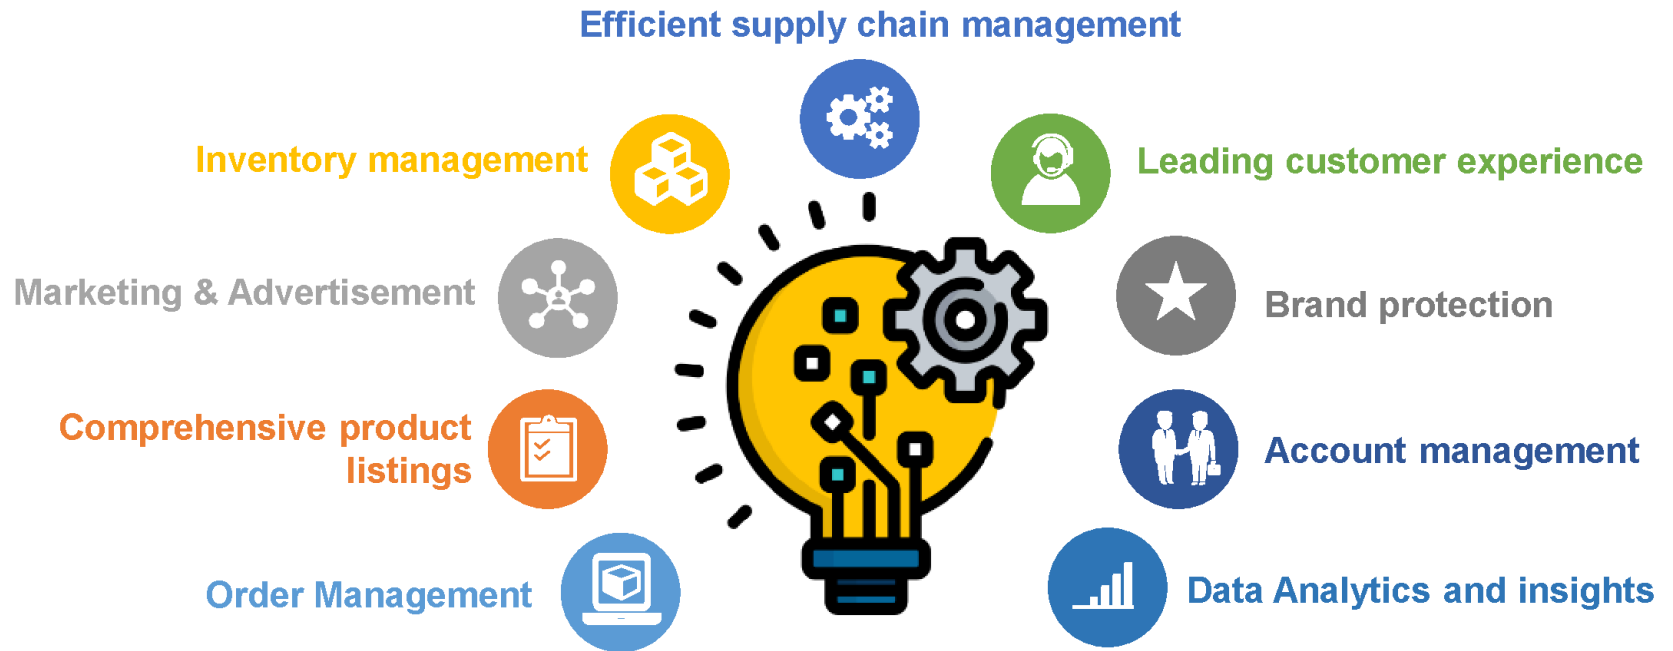 Efficient supply chain management
Inventory management
Leading customer experience
Marketing & Advertisement
Brand protection
Comprehensive product
listings
Account management
Order Management
Data Analytics and insights